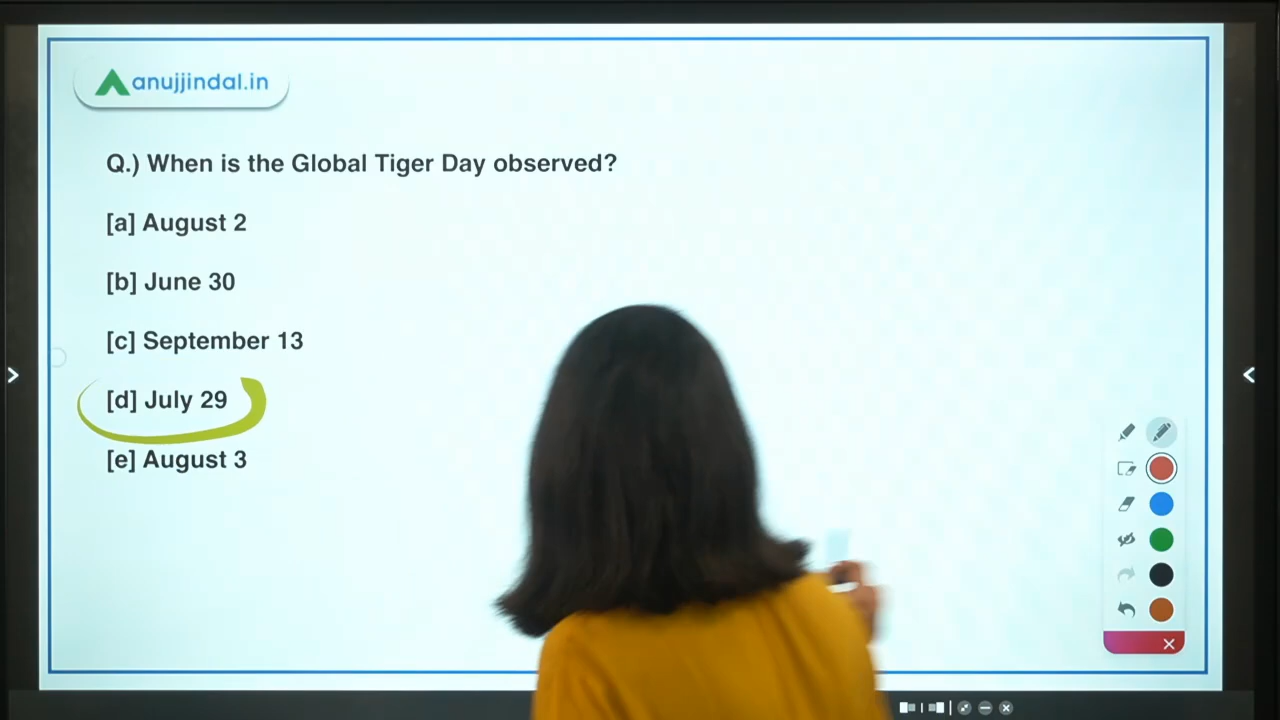 anujjindal.in
Q.) When is the Global Tiger Day observed?
[a] August 2
[b] June 30
[c] September 13
[d] July 29
[e] August 3